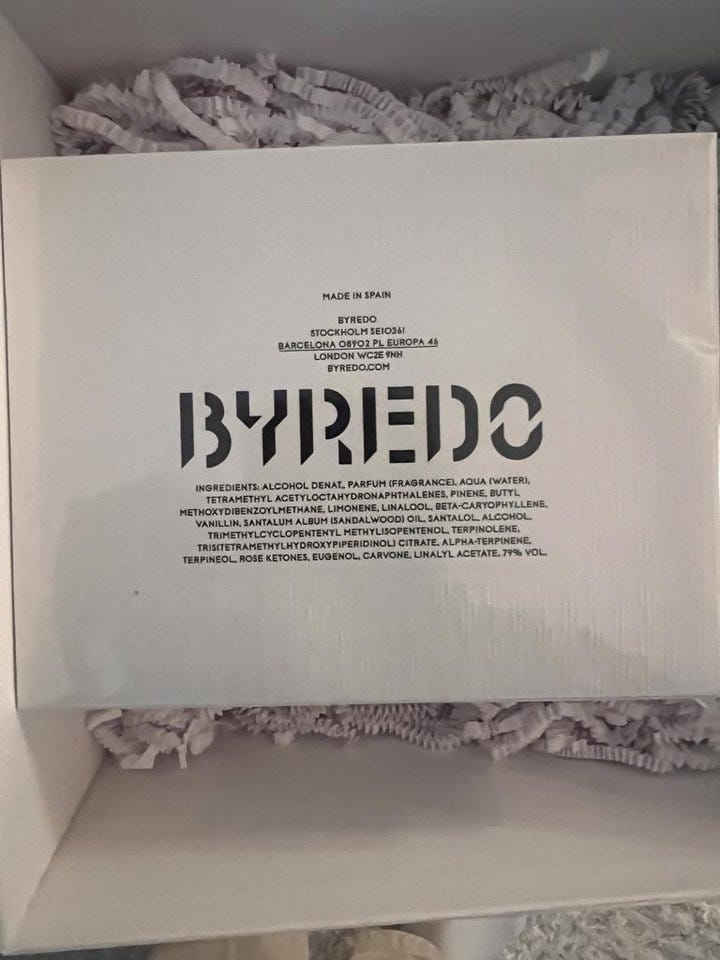 MADE IN SPAIN
BYREDO
STOCKHOLM SE10361
BARCELONA 08902 PL EUROPA 46
LONDON WC2E 9NH
BYREDO.COM
BYREDO
INGREDIENTS: ALCOHOL DENAT., PARFUM (FRAGRANCE), AQUA (WATER),
TETRAMETHYL ACETYLOCTAHYDRONAPHTHALENES, PINENE, BUTYL
METHOXYDIBENZOYLMETHANE, LIMONENE, LINALOOL, BETA-CARYOPHYLLENE,
VANILLIN, SANTALUM ALBUM (SANDALWOOD) OIL, SANTALOL, ALCOHOL,
TRIMETHYLCYCLOPENTENYL METHYLISOPENTENOL, TERPINOLENE,
TRIS(TETRAMETHYLHYDROXYPIPERIDINOL) CITRATE, ALPHA-TERPINENE,
TERPINEOL, ROSE KETONES, EUGENOL, CARVONE, LINALYL ACETATE. 79% VOL.